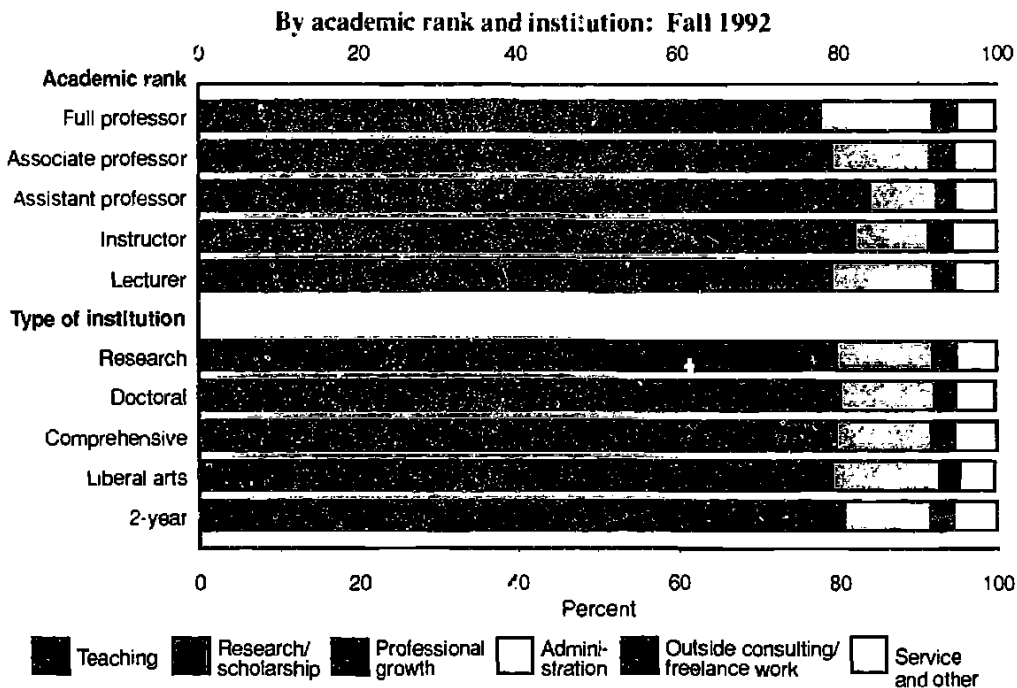 By academic rank and institution: Fall 1992
0 20 40 60 80 100
Academic rank
Full professor
Associate professor
Assistant professor
Instructor
Lecturer
Type of institution
Research
Doctoral
Comprehensive
Liberal arts
2-year
0 20 40 60 80 100
Percent
Teaching
Research/
scholarship
Professional
growth
Admini-
stration
Outside consulting/
freelance work
Service
and other